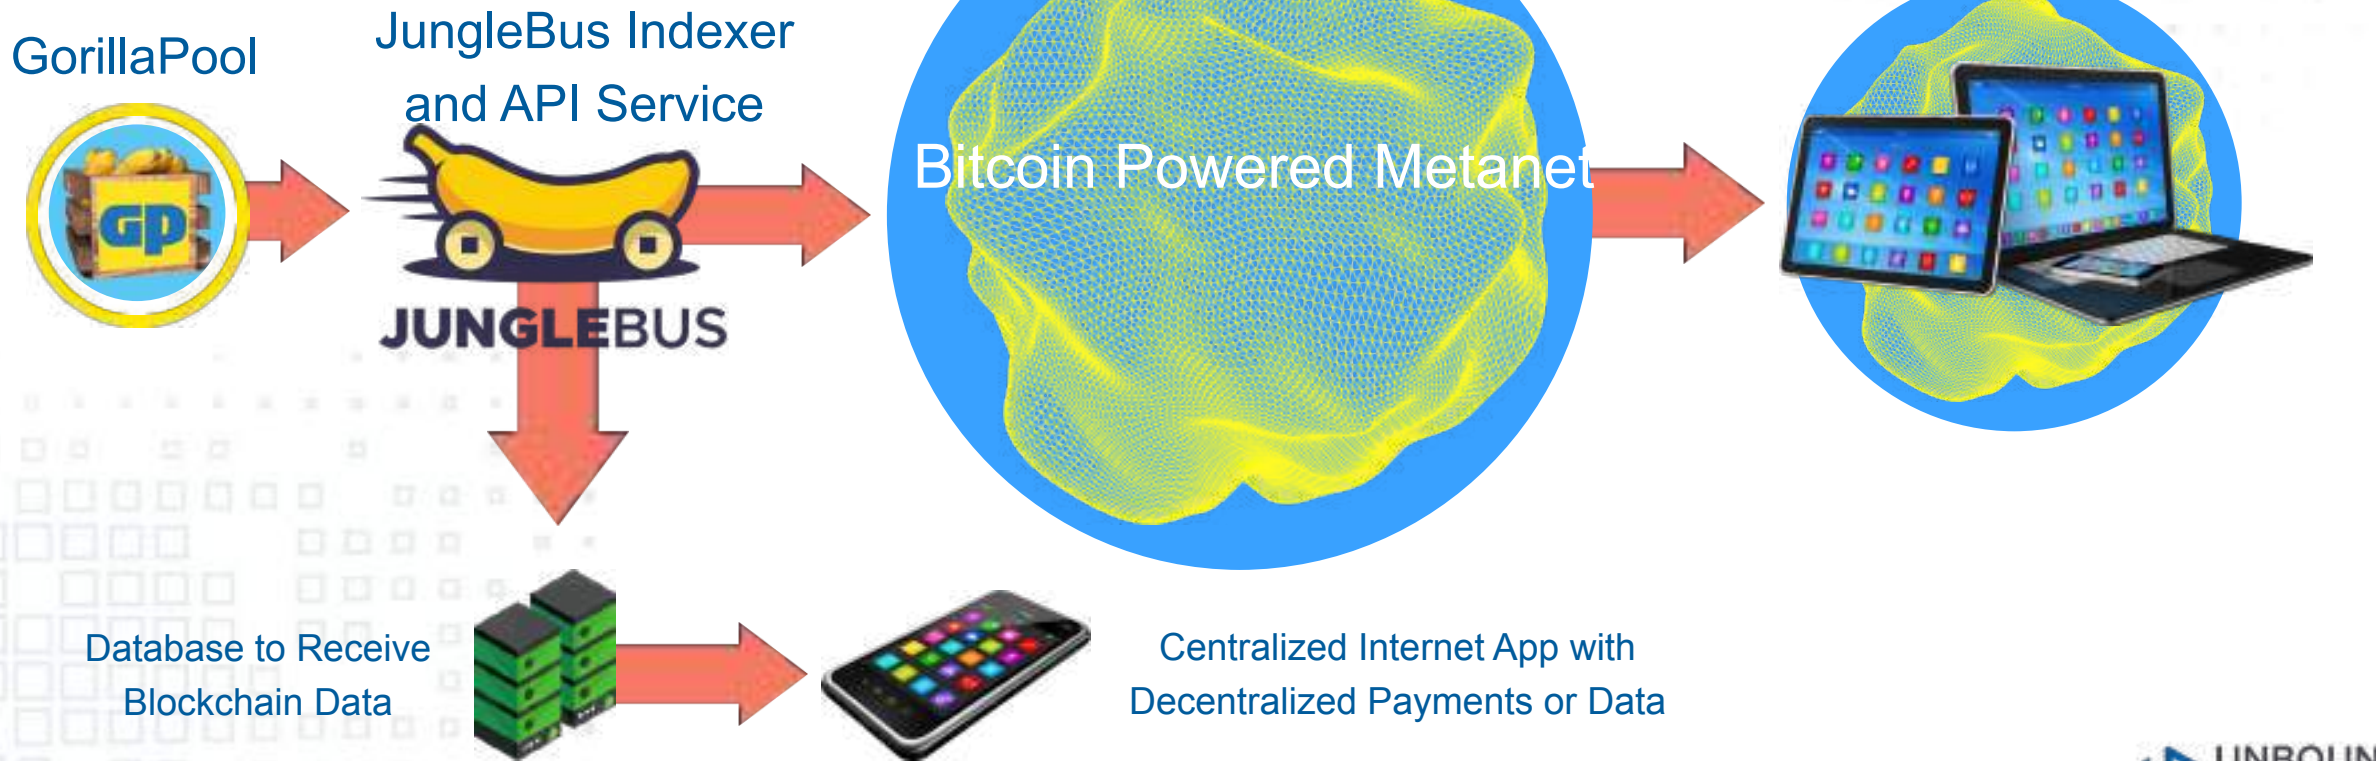 GorillaPool
JungleBus Indexer
and API Service
GP
JUNGLEBUS
Bitcoin Powered Metanet
Database to Receive
Blockchain Data
Centralized Internet App with
Decentralized Payments or Data